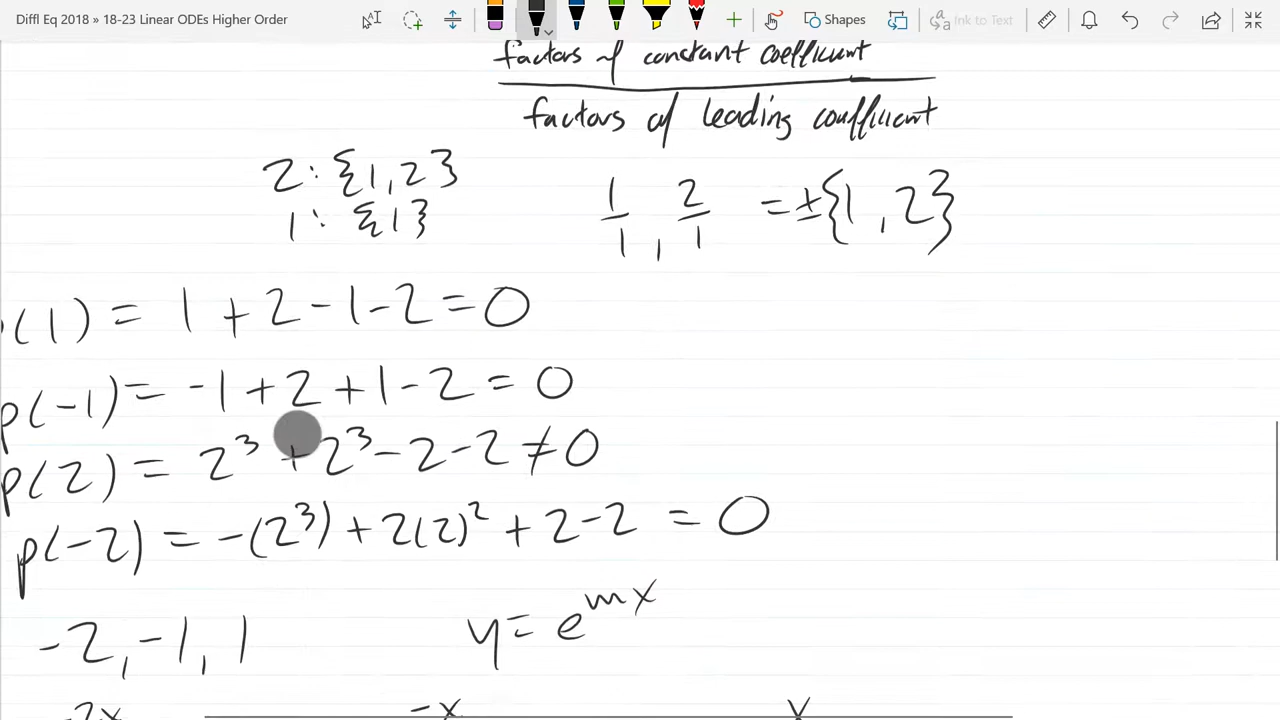 Diffl Eq 2018 » 18-23 Linear ODEs Higher Order
Shapes
Ink to Text
factors of constant coefficient
factors of leading coefficient
2: {1,2}
1: {1}
1/1, 2/1 = ±{1, 2}
(1) = 1 + 2 - 1 - 2 = 0
p(-1) = -1 + 2 + 1 - 2 = 0
p(2) = 2³ + 2³ - 2 - 2 ≠ 0
p(-2) = -(2³) + 2(2)² + 2 - 2 = 0
-2, -1, 1
y = e^{mx}
-2x
-x